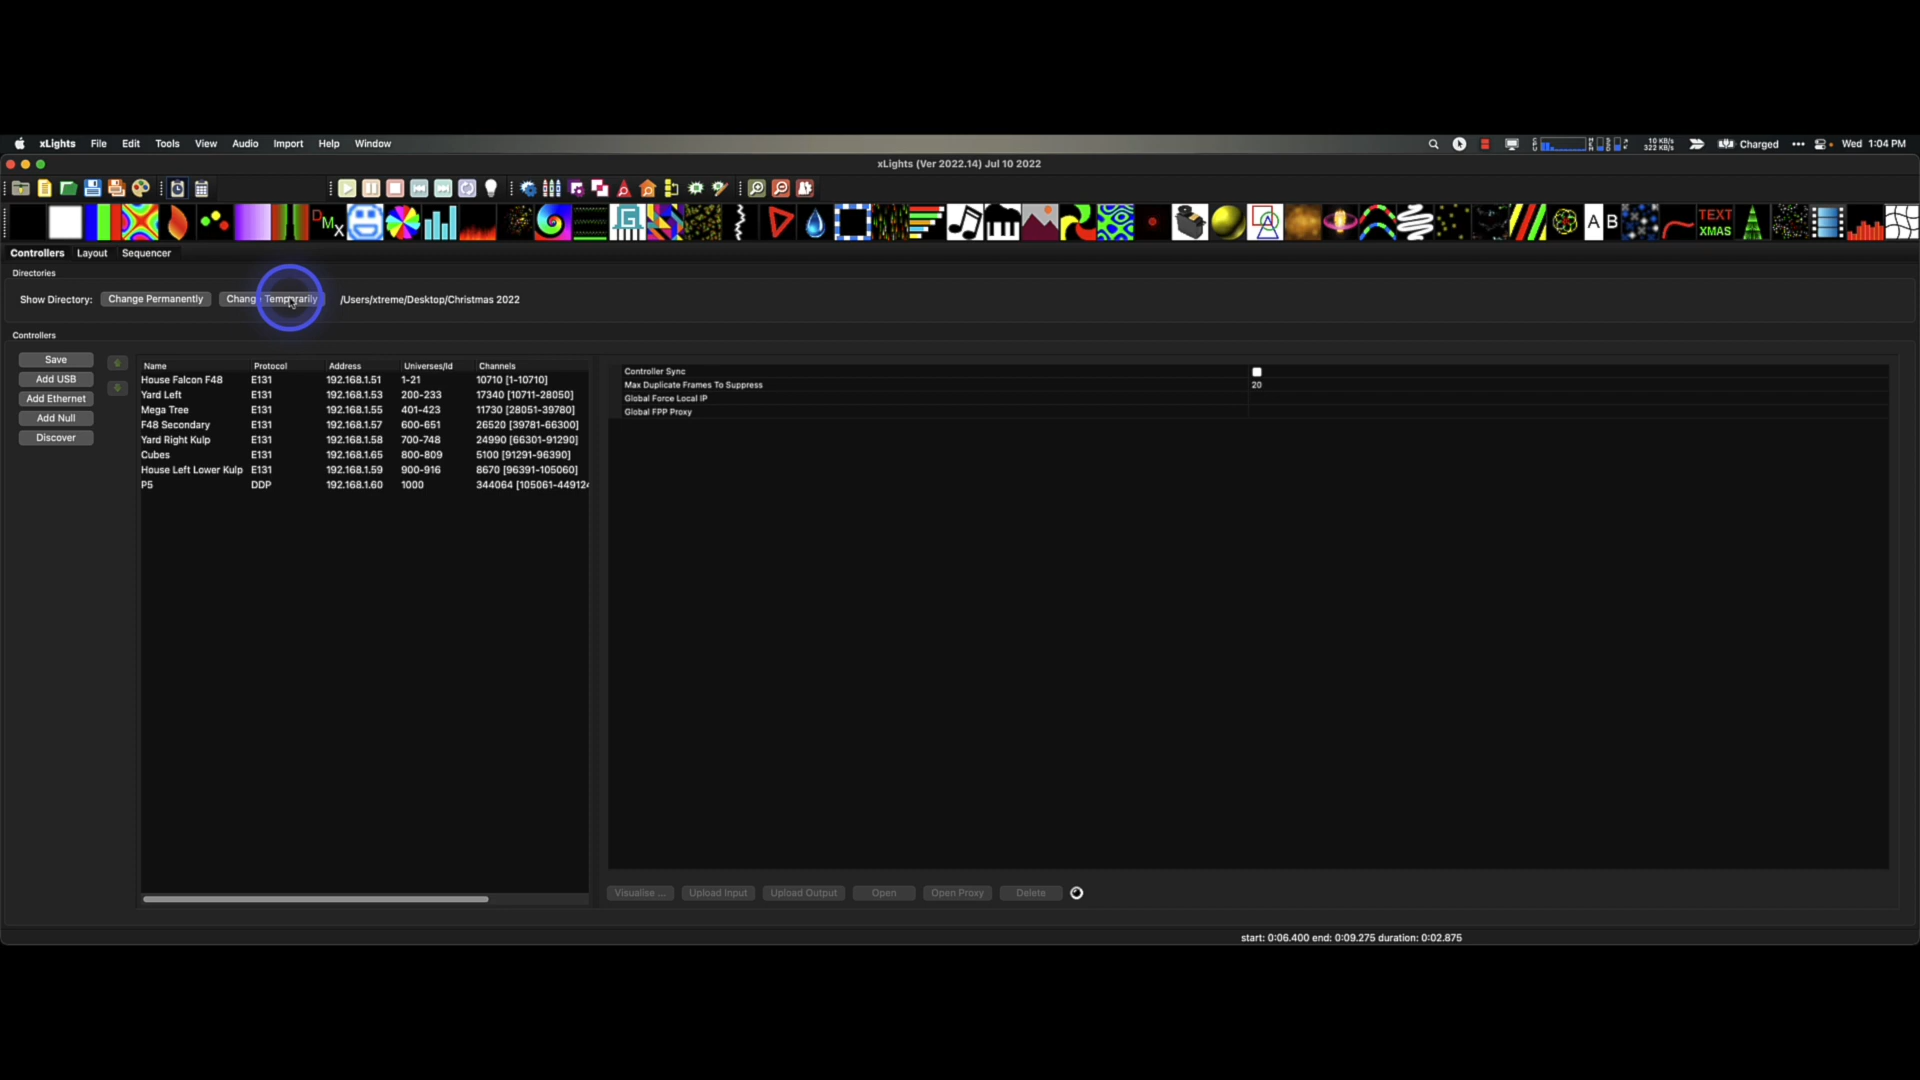 xLights File Edit Tools View Audio Import Help Window
10 KB/s
322 KB/s
Charged
Wed 1:04 PM
xLights (Ver 2022.14) Jul 10 2022
DMX
G
A B
TEXT
XMAS
Controllers Layout Sequencer
Directories
Show Directory: Change Permanently Change Temporarily /Users/xtreme/Desktop/Christmas 2022
Controllers
Save
Add USB
Add Ethernet
Add Null
Discover
Name Protocol Address Universes/Id Channels
House Falcon F48 E131 192.168.1.51 1-21 10710 [1-10710]
Yard Left E131 192.168.1.53 200-233 17340 [10711-28050]
Mega Tree E131 192.168.1.55 401-423 11730 [28051-39780]
F48 Secondary E131 192.168.1.57 600-651 26520 [39781-66300]
Yard Right Kulp E131 192.168.1.58 700-748 24990 [66301-91290]
Cubes E131 192.168.1.65 800-809 5100 [91291-96390]
House Left Lower Kulp E131 192.168.1.59 900-916 8670 [96391-105060]
P5 DDP 192.168.1.60 1000 344064 [105061-44912
Controller Sync
Max Duplicate Frames To Suppress 20
Global Force Local IP
Global FPP Proxy
Visualise ... Upload Input Upload Output Open Open Proxy Delete
start: 0:06.400 end: 0:09.275 duration: 0:02.875